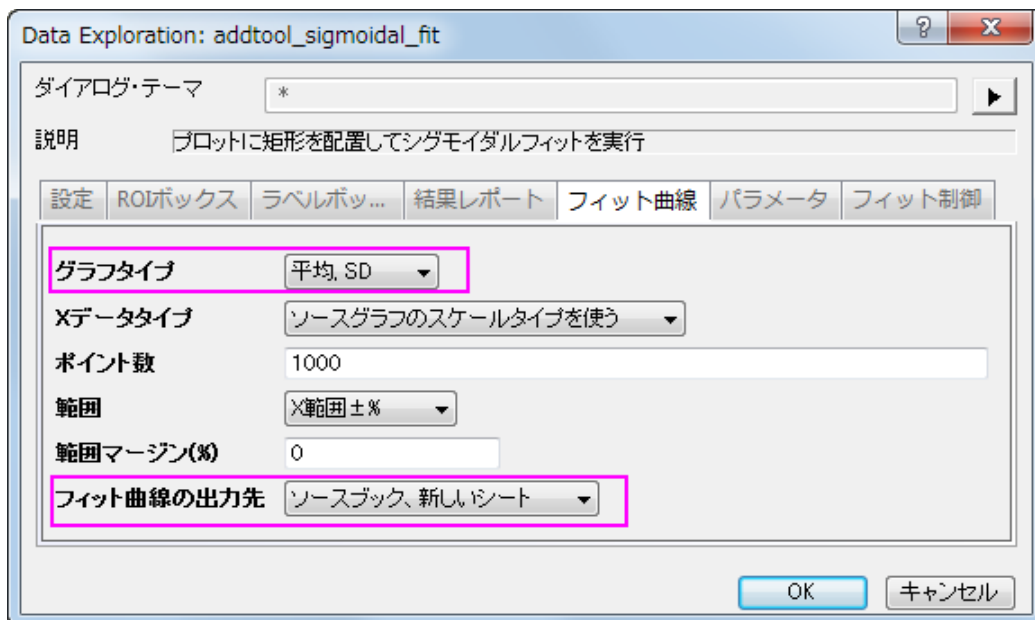 Data Exploration: addtool_sigmoidal_fit
ダイアログ・テーマ *
説明 プロットに矩形を配置してシグモイダルフィットを実行
設定 ROIボックス ラベルボッ... 結果レポート フィット曲線 パラメータ フィット制御
グラフタイプ 平均, SD
Xデータタイプ ソースグラフのスケールタイプを使う
ポイント数 1000
範囲 X範囲±%
範囲マージン(%) 0
フィット曲線の出力先 ソースブック、新しいシート
OK キャンセル